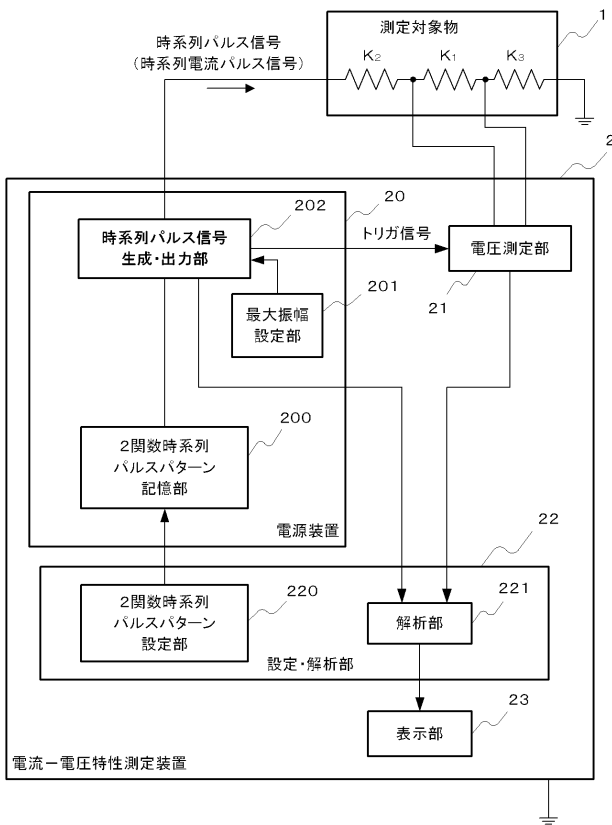 時系列パルス信号
(時系列電流パルス信号)
測定対象物
K₂
K₁
K₃
1
2
20
202
時系列パルス信号
生成・出力部
トリガ信号
電圧測定部
21
201
最大振幅
設定部
200
2関数時系列
パルスパターン
記憶部
電源装置
22
220
2関数時系列
パルスパターン
設定部
221
解析部
設定・解析部
23
表示部
電流ー電圧特性測定装置